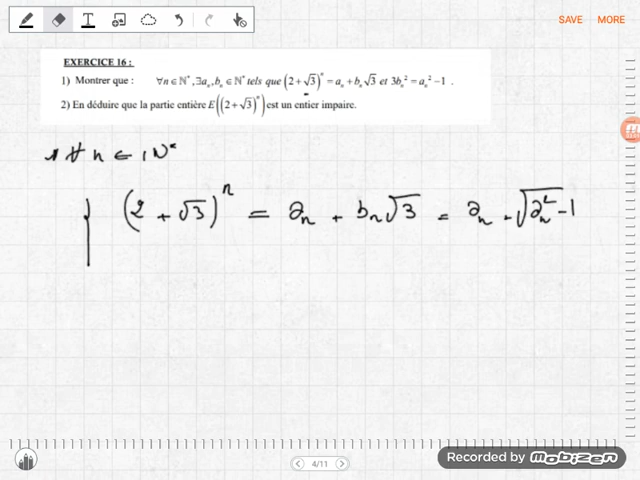 SAVE MORE
EXERCICE 16 :
1) Montrer que : ∀n ∈ ℕ*, ∃aₙ, bₙ ∈ ℕ* tels que (2 + √3)ⁿ = aₙ + bₙ√3 et 3bₙ² = aₙ² − 1 .
2) En déduire que la partie entière E((2 + √3)ⁿ) est un entier impaire.
∀ n ∈ ℕ*
{ (2 + √3)ⁿ = aₙ + bₙ√3 = aₙ + √(aₙ² − 1)
4/11
Recorded by MOBIZEN